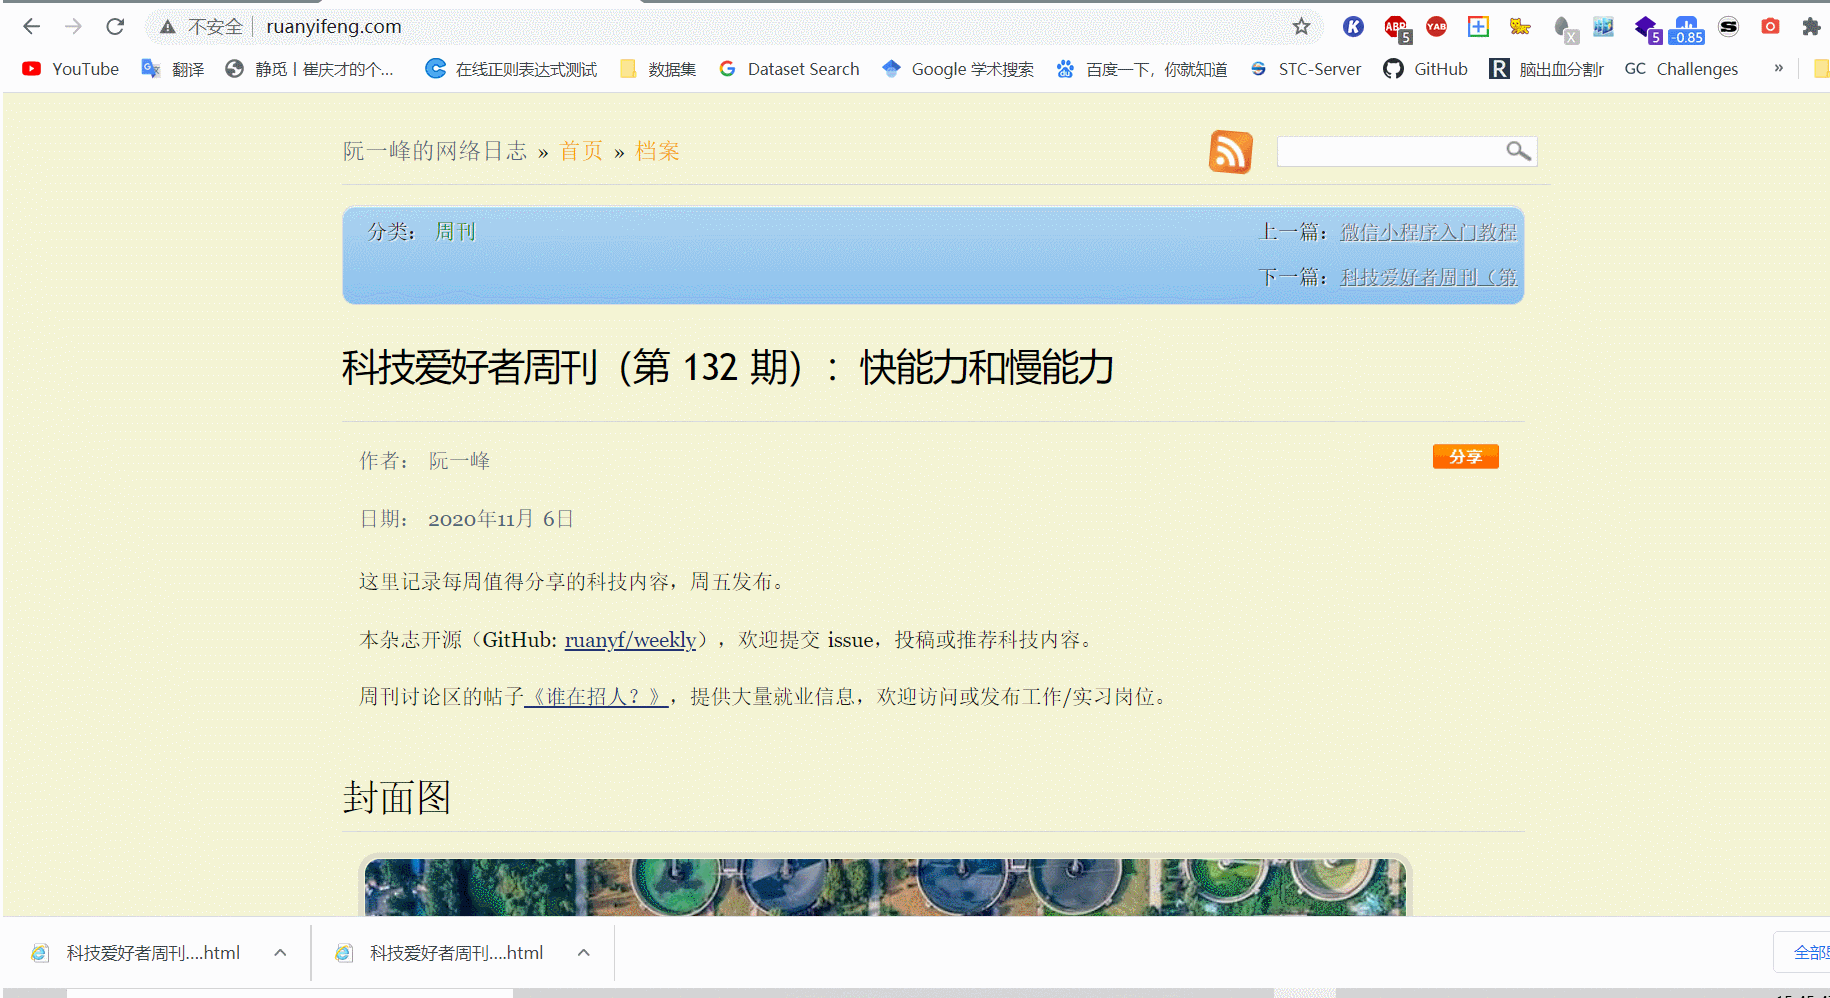 不安全 ruanyifeng.com
ABP 5 YAB X 5 -0.85
YouTube 翻译 静觅丨崔庆才的个... 在线正则表达式测试 数据集 Dataset Search Google 学术搜索 百度一下，你就知道 STC-Server GitHub 脑出血分割r GC Challenges »
阮一峰的网络日志 » 首页 » 档案
分类： 周刊
上一篇：微信小程序入门教程
下一篇：科技爱好者周刊（第
科技爱好者周刊（第 132 期）：快能力和慢能力
作者： 阮一峰
分享
日期： 2020年11月 6日
这里记录每周值得分享的科技内容，周五发布。
本杂志开源（GitHub: ruanyf/weekly），欢迎提交 issue，投稿或推荐科技内容。
周刊讨论区的帖子《谁在招人？》，提供大量就业信息，欢迎访问或发布工作/实习岗位。
封面图
科技爱好者周刊....html 科技爱好者周刊....html 全部